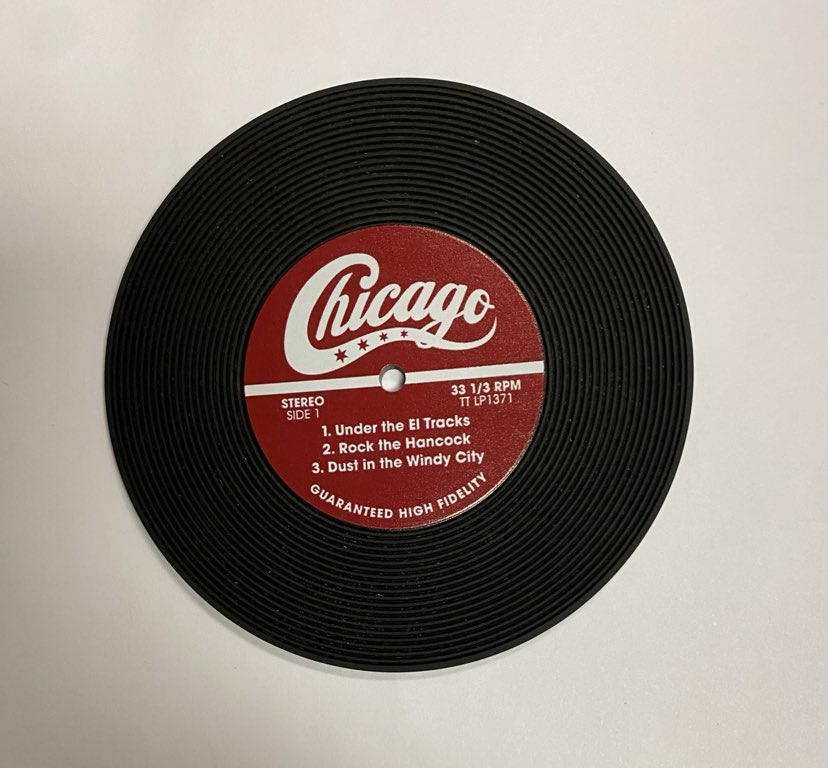 Chicago
STEREO
SIDE 1
33 1/3 RPM
TT LP1371
1. Under the El Tracks
2. Rock the Hancock
3. Dust in the Windy City
GUARANTEED HIGH FIDELITY